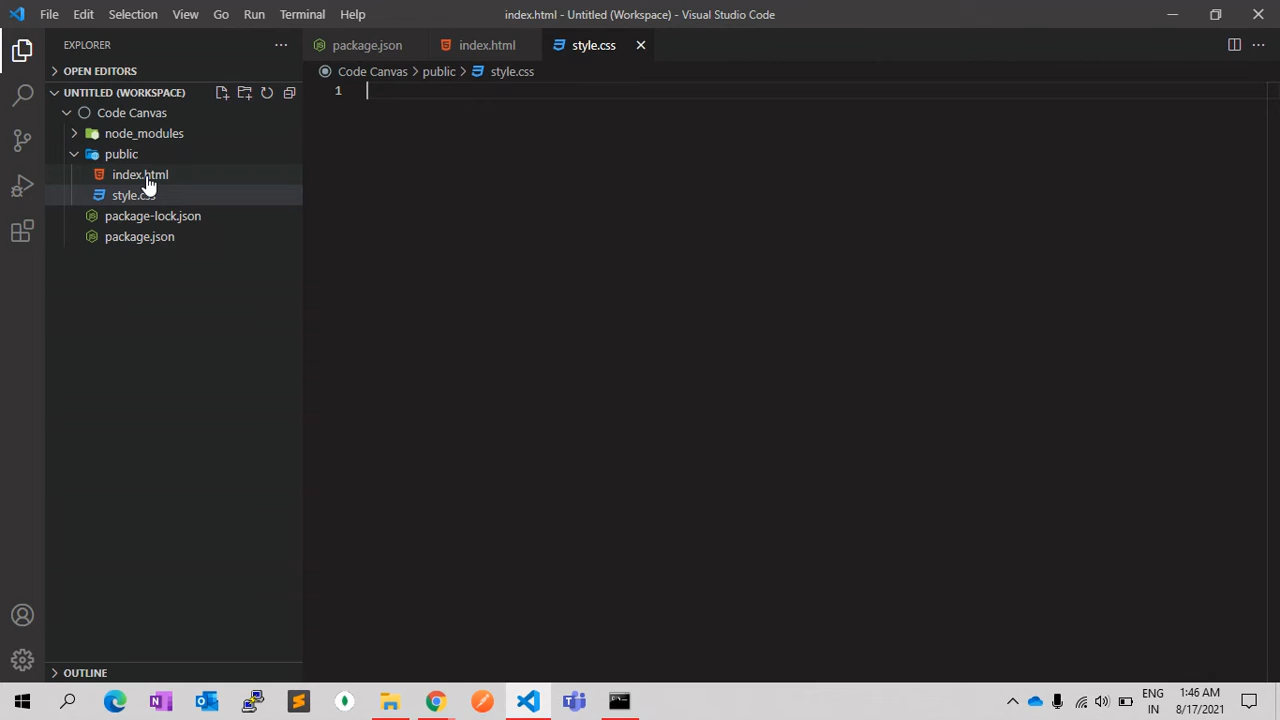 File Edit Selection View Go Run Terminal Help index.html - Untitled (Workspace) - Visual Studio Code
EXPLORER
package.json index.html style.css
OPEN EDITORS
Code Canvas > public > style.css
UNTITLED (WORKSPACE)
1
Code Canvas
node_modules
public
index.html
style.css
package-lock.json
package.json
OUTLINE
ENG 1:46 AM
IN 8/17/2021